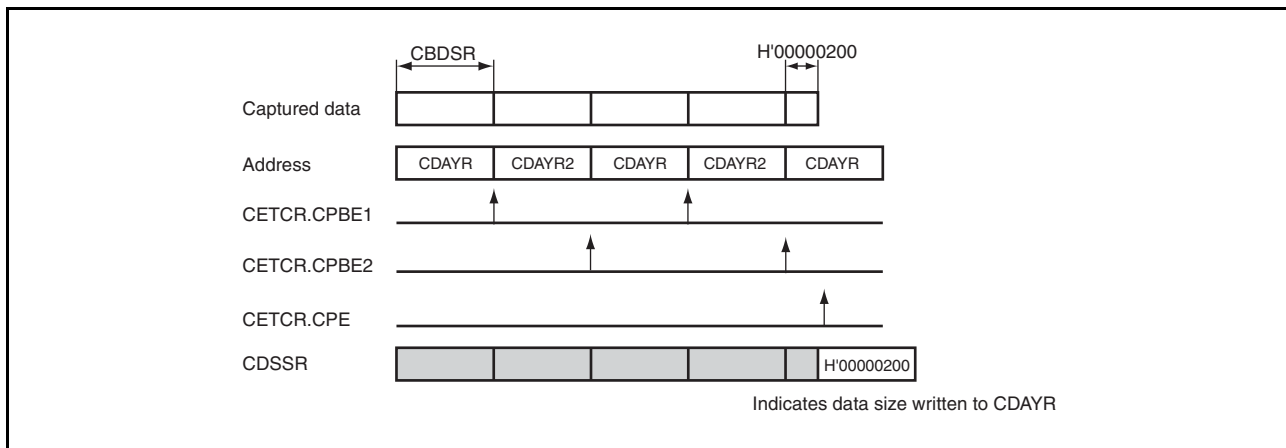 CBDSR
H'00000200
Captured data
Address
CDAYR
CDAYR2
CDAYR
CDAYR2
CDAYR
CETCR.CPBE1
CETCR.CPBE2
CETCR.CPE
CDSSR
H'00000200
Indicates data size written to CDAYR